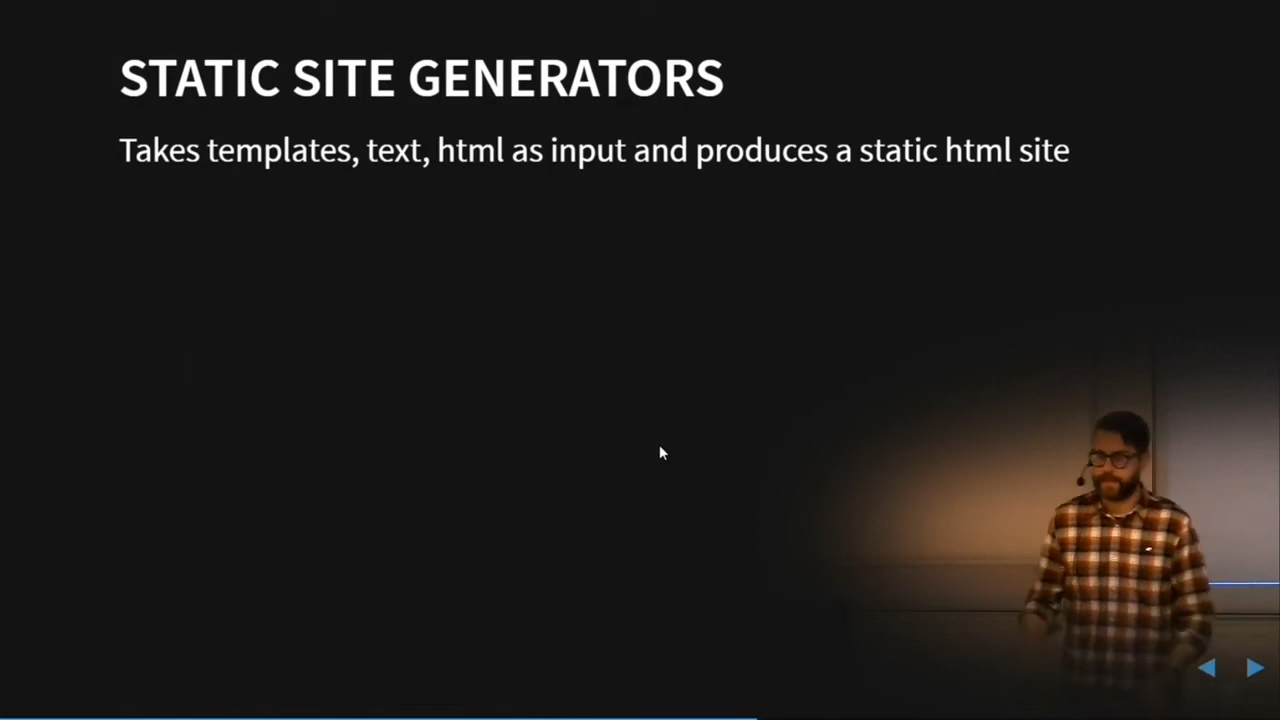 STATIC SITE GENERATORS
Takes templates, text, html as input and produces a static html site